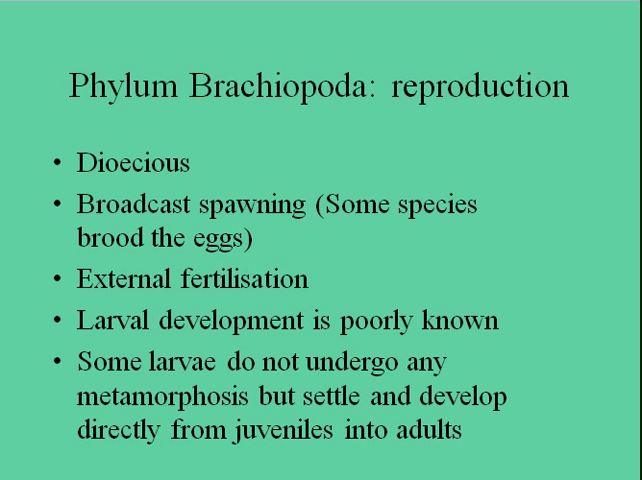 Phylum Brachiopoda: reproduction
• Dioecious
• Broadcast spawning (Some species
brood the eggs)
• External fertilisation
• Larval development is poorly known
• Some larvae do not undergo any
metamorphosis but settle and develop
directly from juveniles into adults